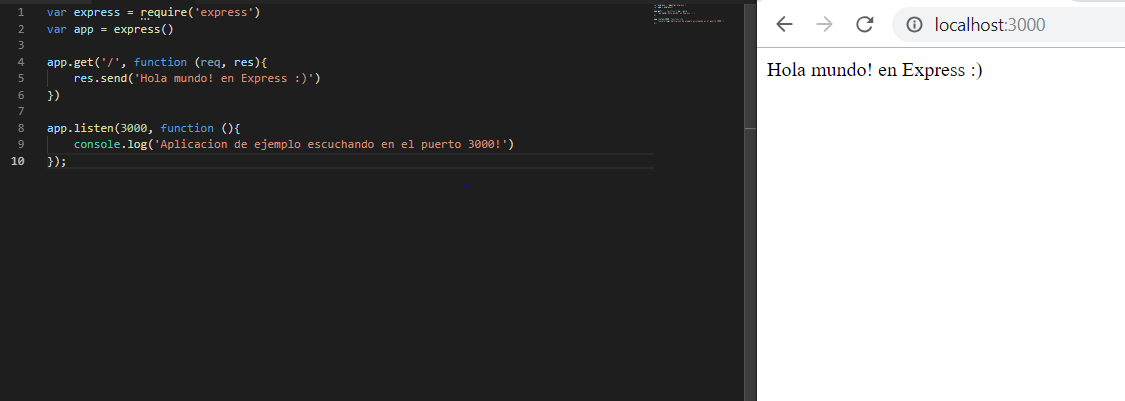 1 var express = require('express')
2 var app = express()
3
4 app.get('/', function (req, res){
5     res.send('Hola mundo! en Express :)')
6 })
7
8 app.listen(3000, function (){
9     console.log('Aplicacion de ejemplo escuchando en el puerto 3000!')
10 });
localhost:3000
Hola mundo! en Express :)